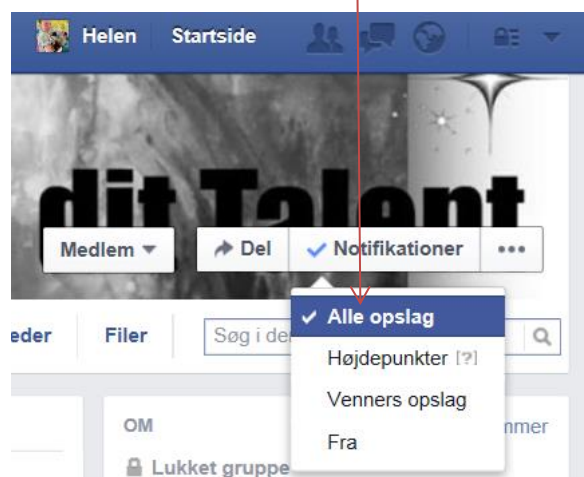 Helen Startside
dit Talent
Medlem Del Notifikationer
Alle opslag
eder Filer Søg i de
Højdepunkter [?]
Venners opslag
OM mmer
Fra
Lukket gruppe